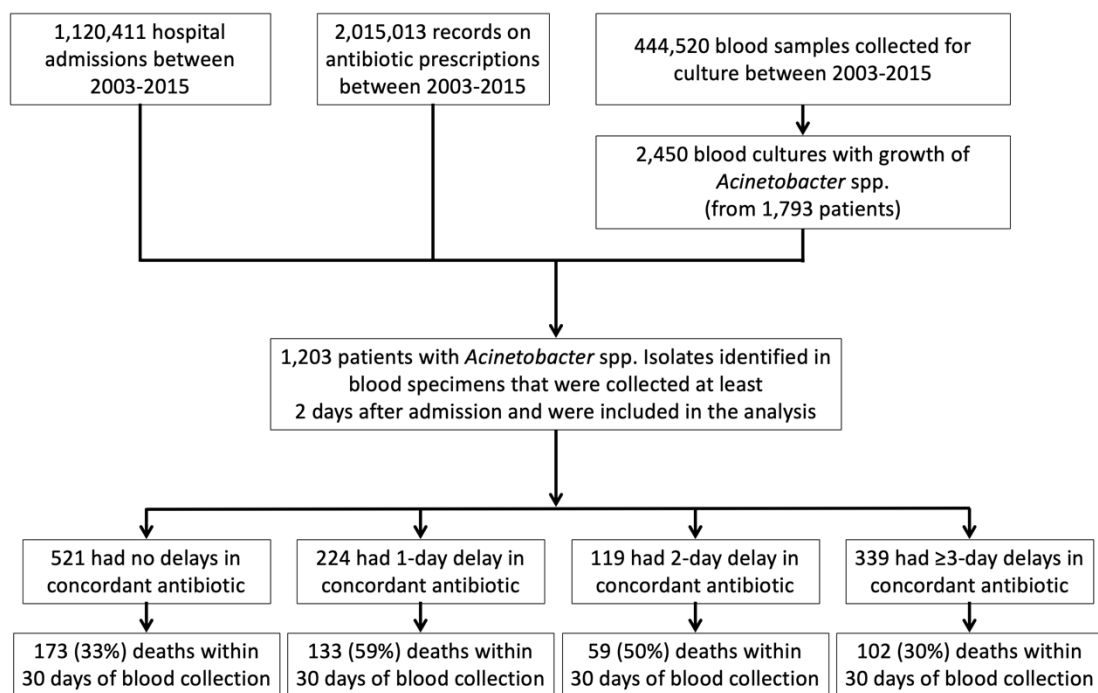 1,120,411 hospital
admissions between
2003-2015
2,015,013 records on
antibiotic prescriptions
between 2003-2015
444,520 blood samples collected for
culture between 2003-2015
2,450 blood cultures with growth of
Acinetobacter spp.
(from 1,793 patients)
1,203 patients with Acinetobacter spp. Isolates identified in
blood specimens that were collected at least
2 days after admission and were included in the analysis
521 had no delays in
concordant antibiotic
224 had 1-day delay in
concordant antibiotic
119 had 2-day delay in
concordant antibiotic
339 had ≥3-day delays in
concordant antibiotic
173 (33%) deaths within
30 days of blood collection
133 (59%) deaths within
30 days of blood collection
59 (50%) deaths within
30 days of blood collection
102 (30%) deaths within
30 days of blood collection